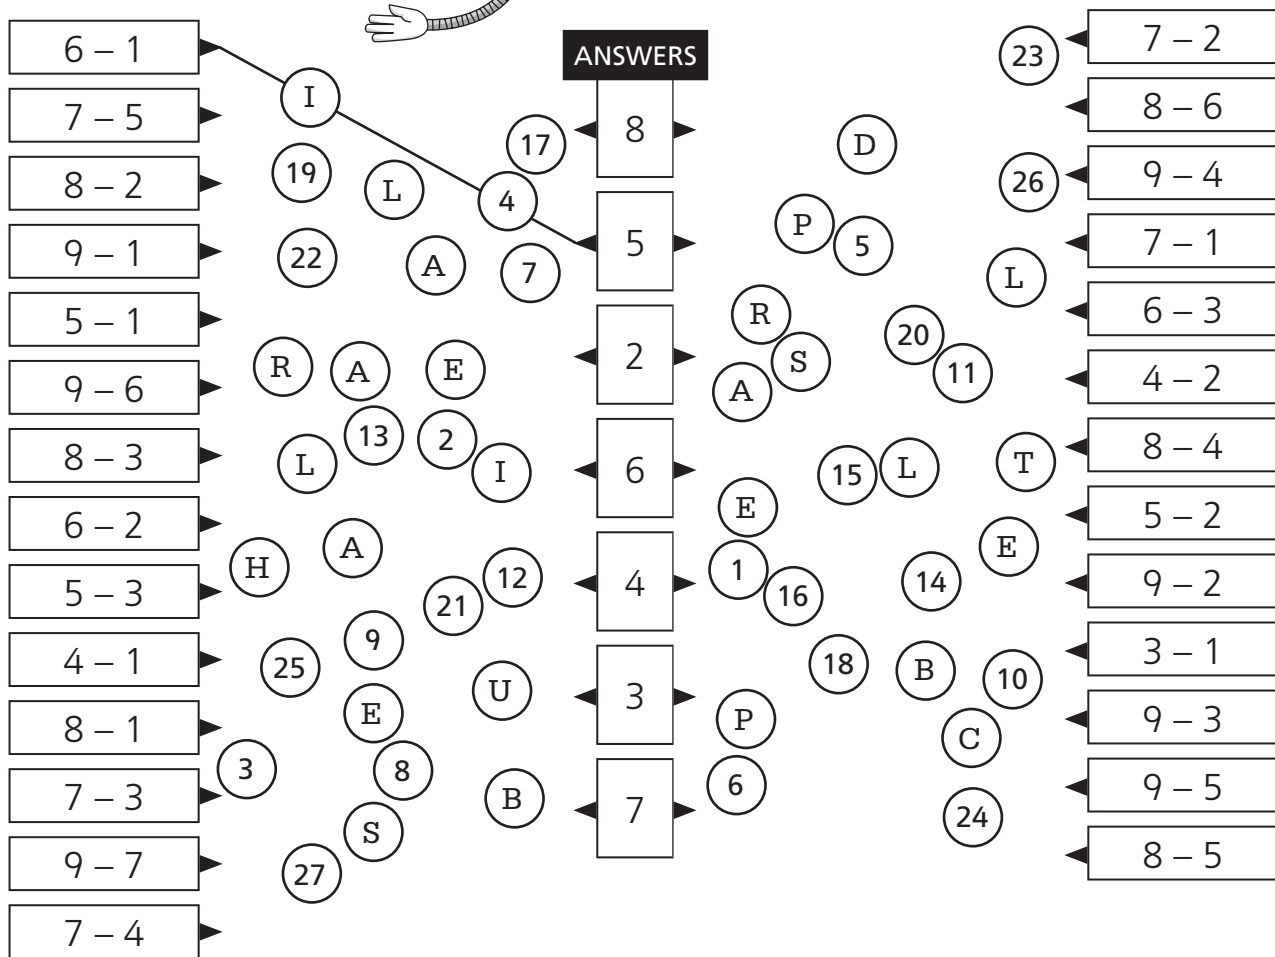 6 – 1
7 – 5
8 – 2
9 – 1
5 – 1
9 – 6
8 – 3
6 – 2
5 – 3
4 – 1
8 – 1
7 – 3
9 – 7
7 – 4
I
19
L
17
4
22
A
7
R
A
E
13
2
L
I
H
A
12
21
9
25
U
E
3
8
B
S
27
ANSWERS
8
5
2
6
4
3
7
D
P
5
R
S
A
20
11
L
23
26
15
L
T
E
1
16
14
E
18
B
10
P
C
6
24
7 – 2
8 – 6
9 – 4
7 – 1
6 – 3
4 – 2
8 – 4
5 – 2
9 – 2
3 – 1
9 – 3
9 – 5
8 – 5